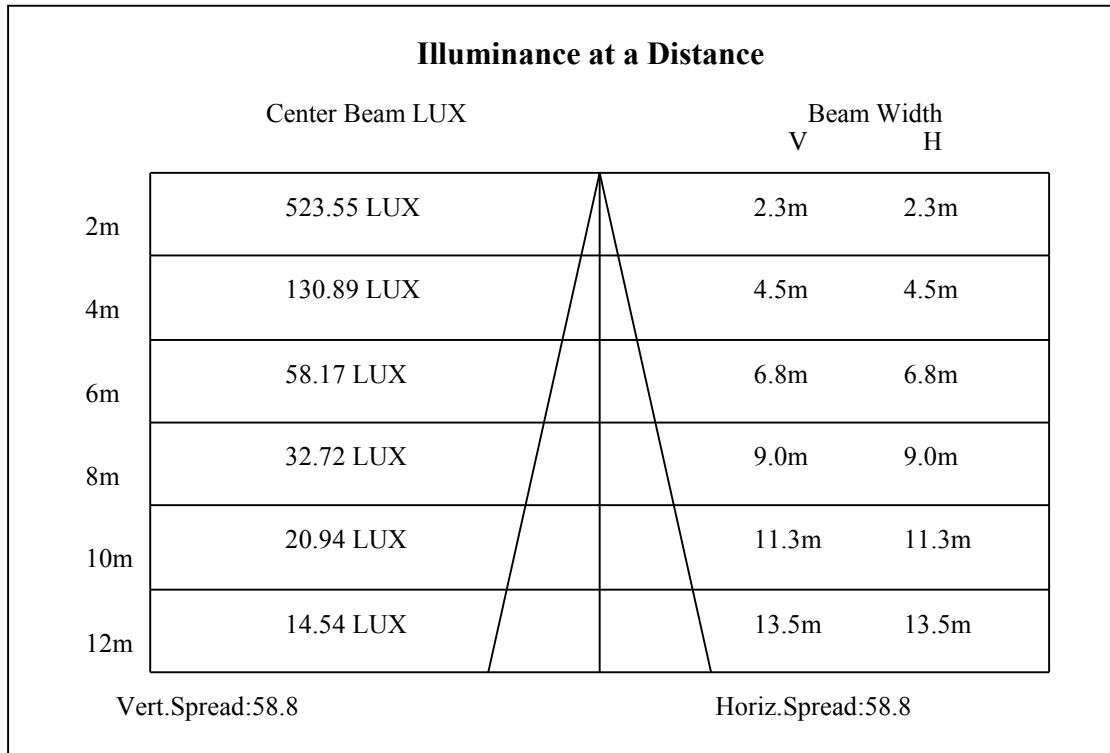 Illuminance at a Distance
Center Beam LUX Beam Width
V H
2m 523.55 LUX 2.3m 2.3m
4m 130.89 LUX 4.5m 4.5m
6m 58.17 LUX 6.8m 6.8m
8m 32.72 LUX 9.0m 9.0m
10m 20.94 LUX 11.3m 11.3m
12m 14.54 LUX 13.5m 13.5m
Vert.Spread:58.8 Horiz.Spread:58.8